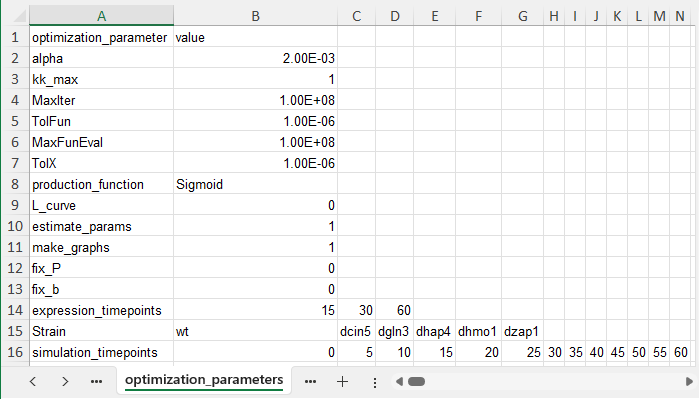 A B C D E F G H I J K L M N
1 optimization_parameter value
2 alpha 2.00E-03
3 kk_max 1
4 MaxIter 1.00E+08
5 TolFun 1.00E-06
6 MaxFunEval 1.00E+08
7 TolX 1.00E-06
8 production_function Sigmoid
9 L_curve 0
10 estimate_params 1
11 make_graphs 1
12 fix_P 0
13 fix_b 0
14 expression_timepoints 15 30 60
15 Strain wt dcin5 dgln3 dhap4 dhmo1 dzap1
16 simulation_timepoints 0 5 10 15 20 25 30 35 40 45 50 55 60
optimization_parameters